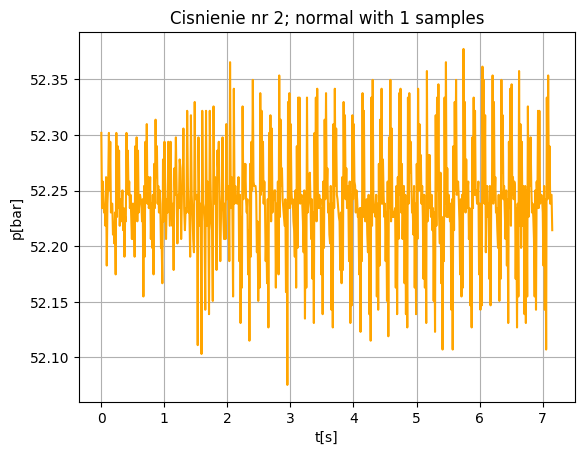 Cisnienie nr 2; normal with 1 samples
p[bar]
52.35
52.30
52.25
52.20
52.15
52.10
0 1 2 3 4 5 6 7
t[s]